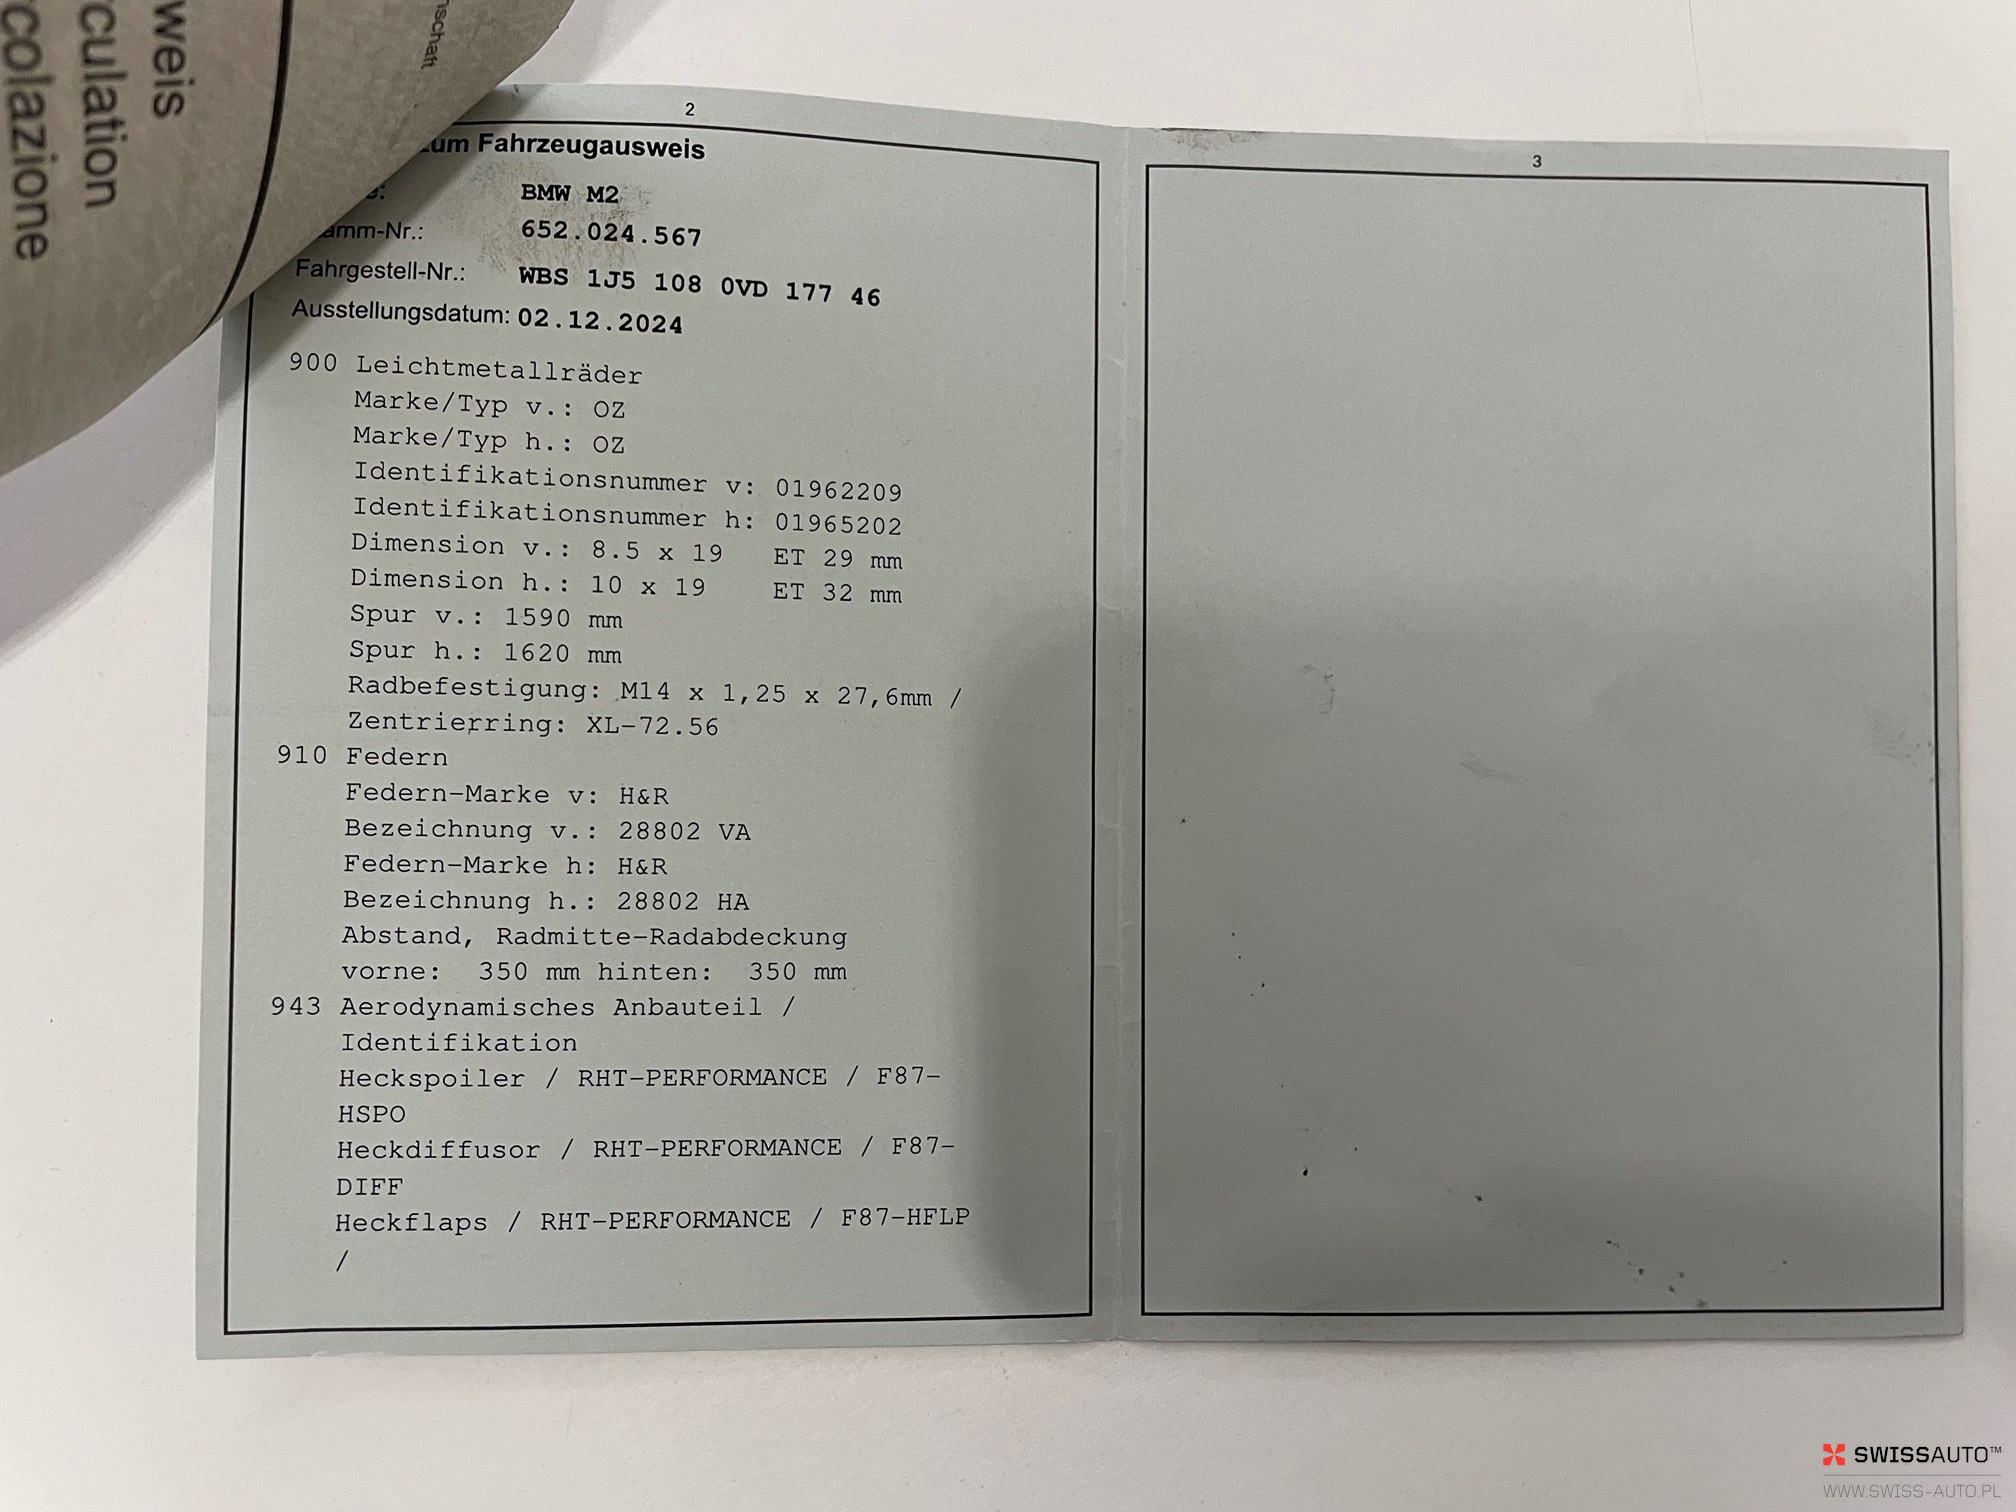 weis
culation
colazione
nschaft
2
zum Fahrzeugausweis
BMW M2
amm-Nr.: 652.024.567
Fahrgestell-Nr.: WBS 1J5 108 0VD 177 46
Ausstellungsdatum: 02.12.2024
900 Leichtmetallräder
Marke/Typ v.: OZ
Marke/Typ h.: OZ
Identifikationsnummer v: 01962209
Identifikationsnummer h: 01965202
Dimension v.: 8.5 x 19 ET 29 mm
Dimension h.: 10 x 19 ET 32 mm
Spur v.: 1590 mm
Spur h.: 1620 mm
Radbefestigung: M14 x 1,25 x 27,6mm /
Zentrierring: XL-72.56
910 Federn
Federn-Marke v: H&R
Bezeichnung v.: 28802 VA
Federn-Marke h: H&R
Bezeichnung h.: 28802 HA
Abstand, Radmitte-Radabdeckung
vorne: 350 mm hinten: 350 mm
943 Aerodynamisches Anbauteil /
Identifikation
Heckspoiler / RHT-PERFORMANCE / F87-
HSPO
Heckdiffusor / RHT-PERFORMANCE / F87-
DIFF
Heckflaps / RHT-PERFORMANCE / F87-HFLP
/
3
SWISSAUTO™
WWW.SWISS-AUTO.PL